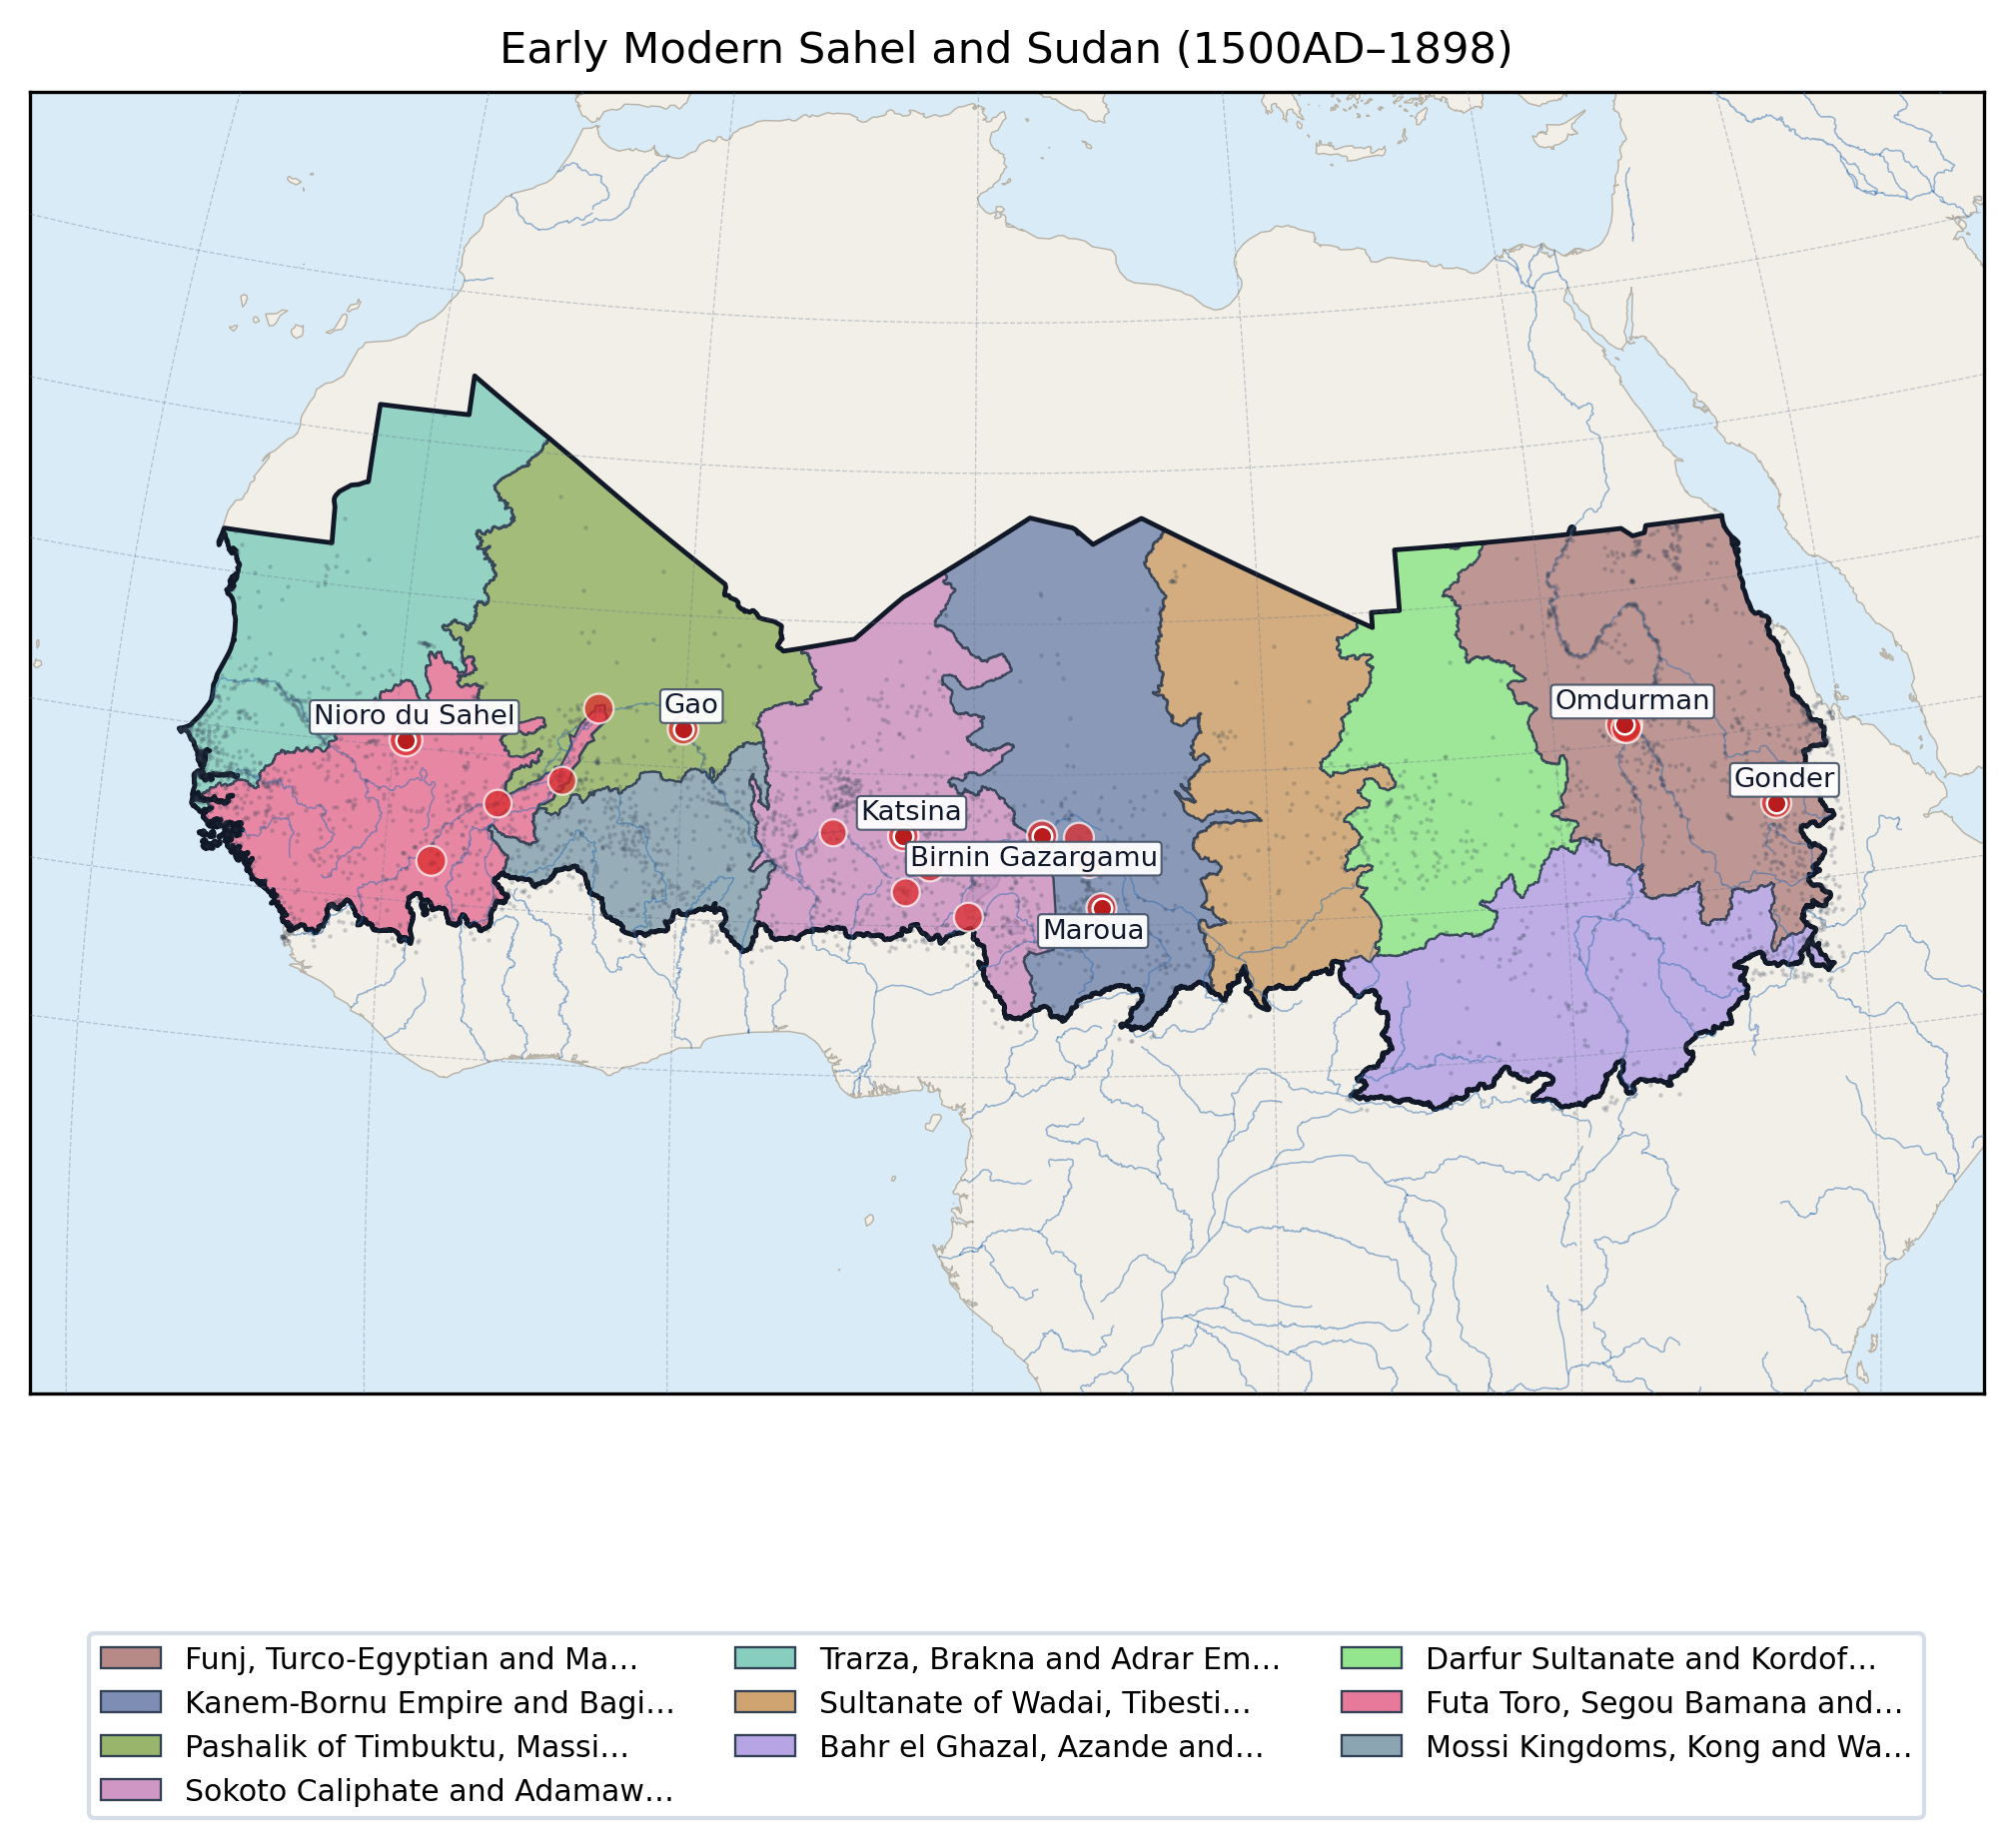 Early Modern Sahel and Sudan (1500AD–1898)
Nioro du Sahel
Gao
Omdurman
Gonder
Katsina
Birnin Gazargamu
Maroua
Funj, Turco-Egyptian and Ma...
Kanem-Bornu Empire and Bagi...
Pashalik of Timbuktu, Massi...
Sokoto Caliphate and Adamaw...
Trarza, Brakna and Adrar Em...
Sultanate of Wadai, Tibesti...
Bahr el Ghazal, Azande and...
Darfur Sultanate and Kordof...
Futa Toro, Segou Bamana and...
Mossi Kingdoms, Kong and Wa...